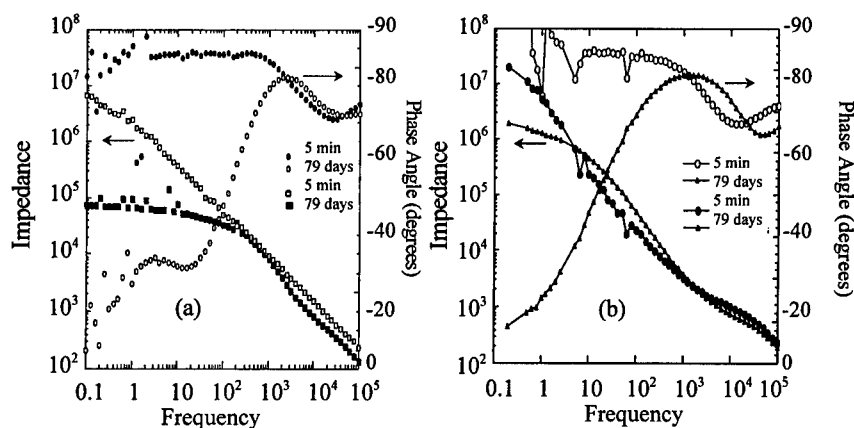 10^8
10^7
10^6
10^5
10^4
10^3
10^2
Impedance
-90
-80
-60
-40
-20
0
Phase Angle (degrees)
5 min
79 days
5 min
79 days
(a)
0.1
1
10
10^2
10^3
10^4
10^5
Frequency
10^8
10^7
10^6
10^5
10^4
10^3
10^2
Impedance
-90
-80
-60
-40
-20
0
Phase Angle (degrees)
5 min
79 days
5 min
79 days
(b)
0.1
1
10
10^2
10^3
10^4
10^5
Frequency